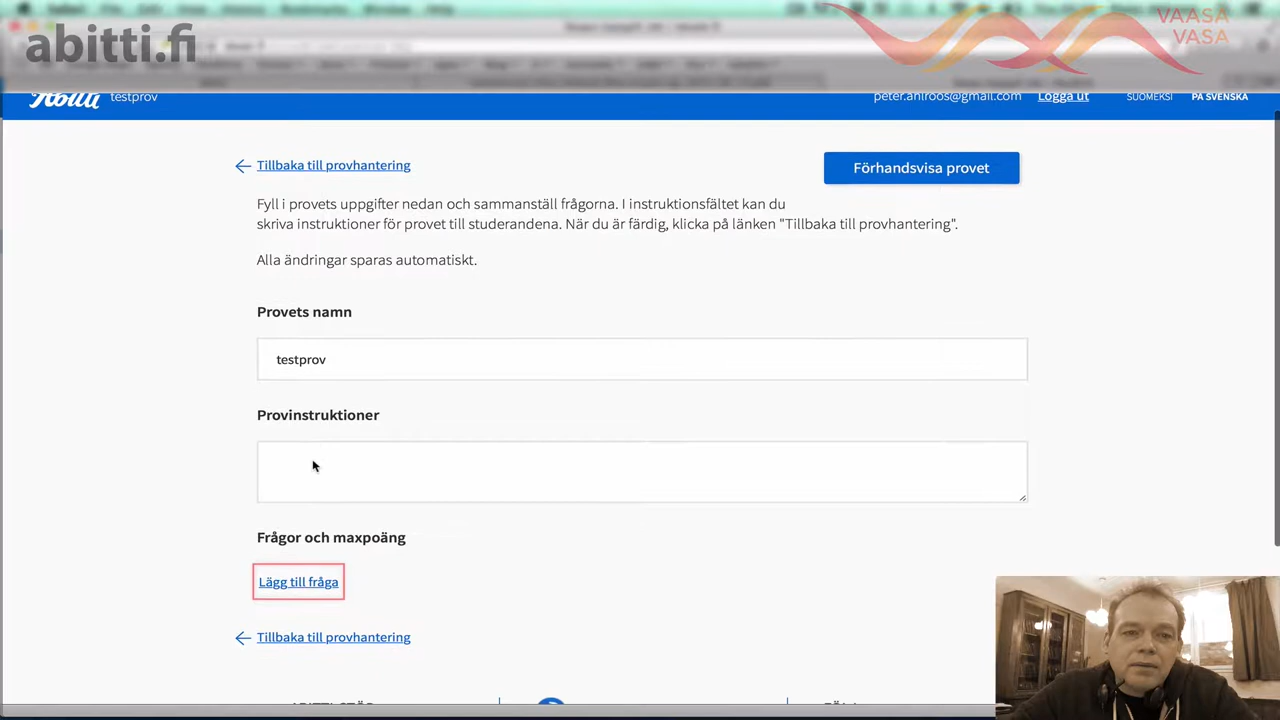 abitti.fi
VAASA
VASA
Abitti testprov
peter.ahlroos@gmail.com Logga ut SUOMEKSI PÅ SVENSKA
Tillbaka till provhantering
Förhandsvisa provet
Fyll i provets uppgifter nedan och sammanställ frågorna. I instruktionsfältet kan du
skriva instruktioner för provet till studerandena. När du är färdig, klicka på länken "Tillbaka till provhantering".
Alla ändringar sparas automatiskt.
Provets namn
testprov
Provinstruktioner
Frågor och maxpoäng
Lägg till fråga
Tillbaka till provhantering